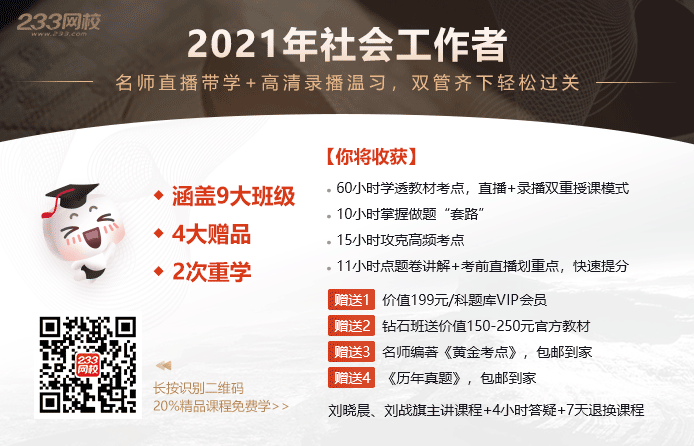 233网校
www.233.com
2021年社会工作者
名师直播带学+高清录播温习，双管齐下轻松过关
【你将收获】
涵盖9大班级
4大赠品
2次重学
60小时学透教材考点，直播+录播双重授课模式
10小时掌握做题“套路”
15小时攻克高频考点
11小时点题卷讲解+考前直播划重点，快速提分
赠送1 价值199元/科题库VIP会员
赠送2 钻石班送价值150-250元官方教材
赠送3 名师编著《黄金考点》，包邮到家
赠送4 《历年真题》，包邮到家
233
网校
长按识别二维码
20%精品课程免费学>>
刘晓晨、刘战旗主讲课程+4小时答疑+7天退换课程